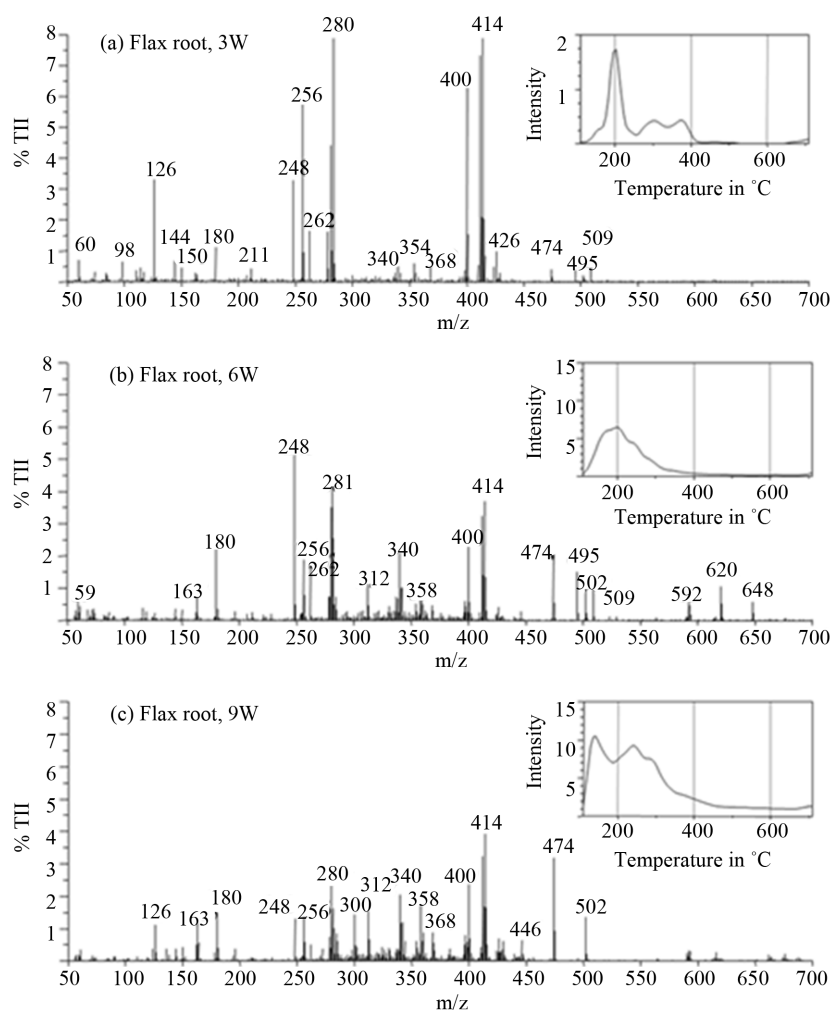 (a) Flax root, 3W
% TII
8
7
6
5
4
3
2
1
60 98 126 144 150 180 211 248 256 262 280 340 354 368 400 414 426 474 495 509
50 100 150 200 250 300 350 400 450 500 550 600 650 700
m/z
Intensity
2
1
200 400 600
Temperature in ˚C
(b) Flax root, 6W
% TII
8
7
6
5
4
3
2
1
59 163 180 248 256 262 281 312 340 358 400 414 474 495 502 509 592 620 648
50 100 150 200 250 300 350 400 450 500 550 600 650 700
m/z
Intensity
15
10
5
200 400 600
Temperature in ˚C
(c) Flax root, 9W
% TII
8
7
6
5
4
3
2
1
126 163 180 248 256 280 300 312 340 358 368 400 414 446 474 502
50 100 150 200 250 300 350 400 450 500 550 600 650 700
m/z
Intensity
15
10
5
200 400 600
Temperature in ˚C